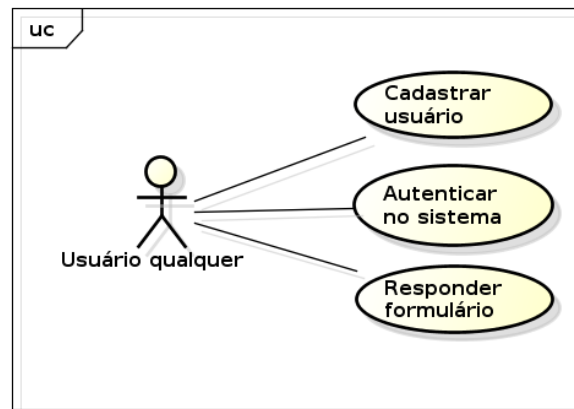 uc
Cadastrar
usuário
Autenticar
no sistema
Usuário qualquer
Responder
formulário